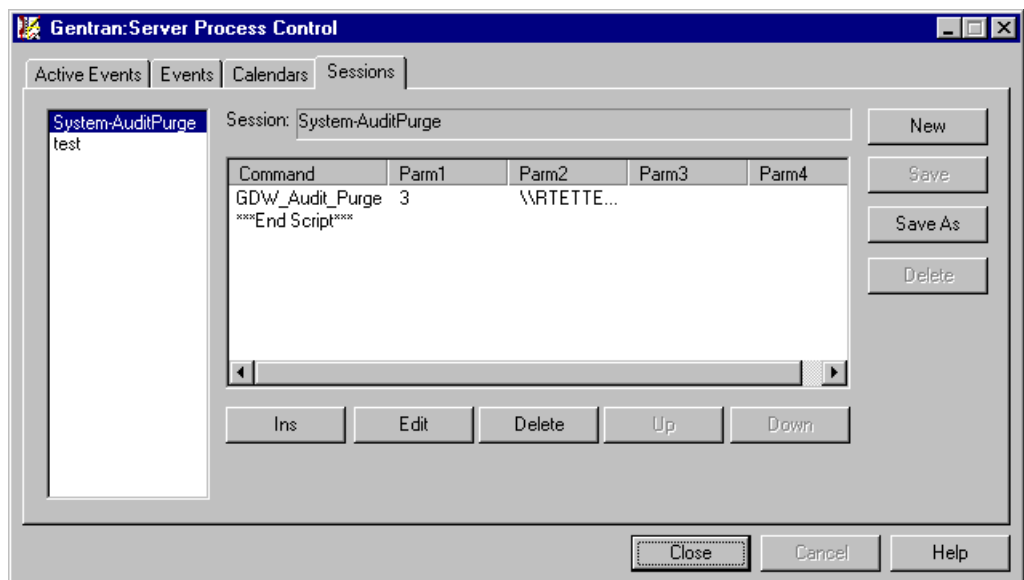 Gentran:Server Process Control
Active Events Events Calendars Sessions
System-AuditPurge
test
Session: System-AuditPurge
Command Parm1 Parm2 Parm3 Parm4
GDW_Audit_Purge 3 \\RTETTE...
***End Script***
New
Save
Save As
Delete
Ins Edit Delete Up Down
Close Cancel Help